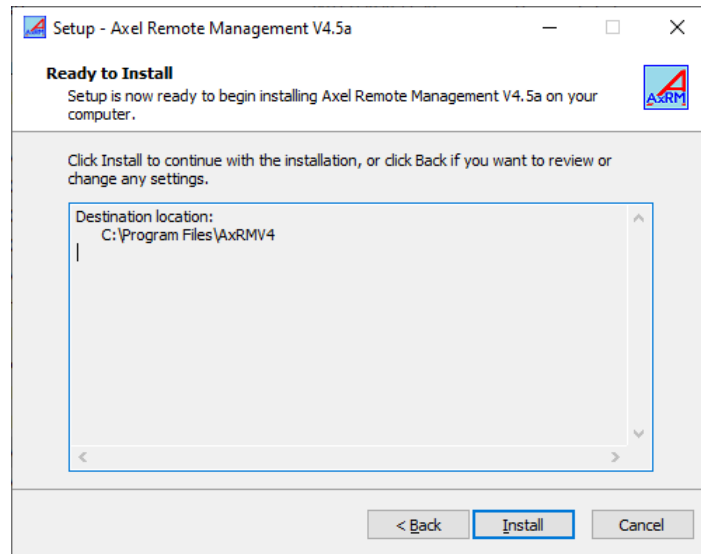 Setup - Axel Remote Management V4.5a
Ready to Install
Setup is now ready to begin installing Axel Remote Management V4.5a on your
computer.
AxRM
Click Install to continue with the installation, or click Back if you want to review or
change any settings.
Destination location:
C:\Program Files\AxRMV4
< Back
Install
Cancel